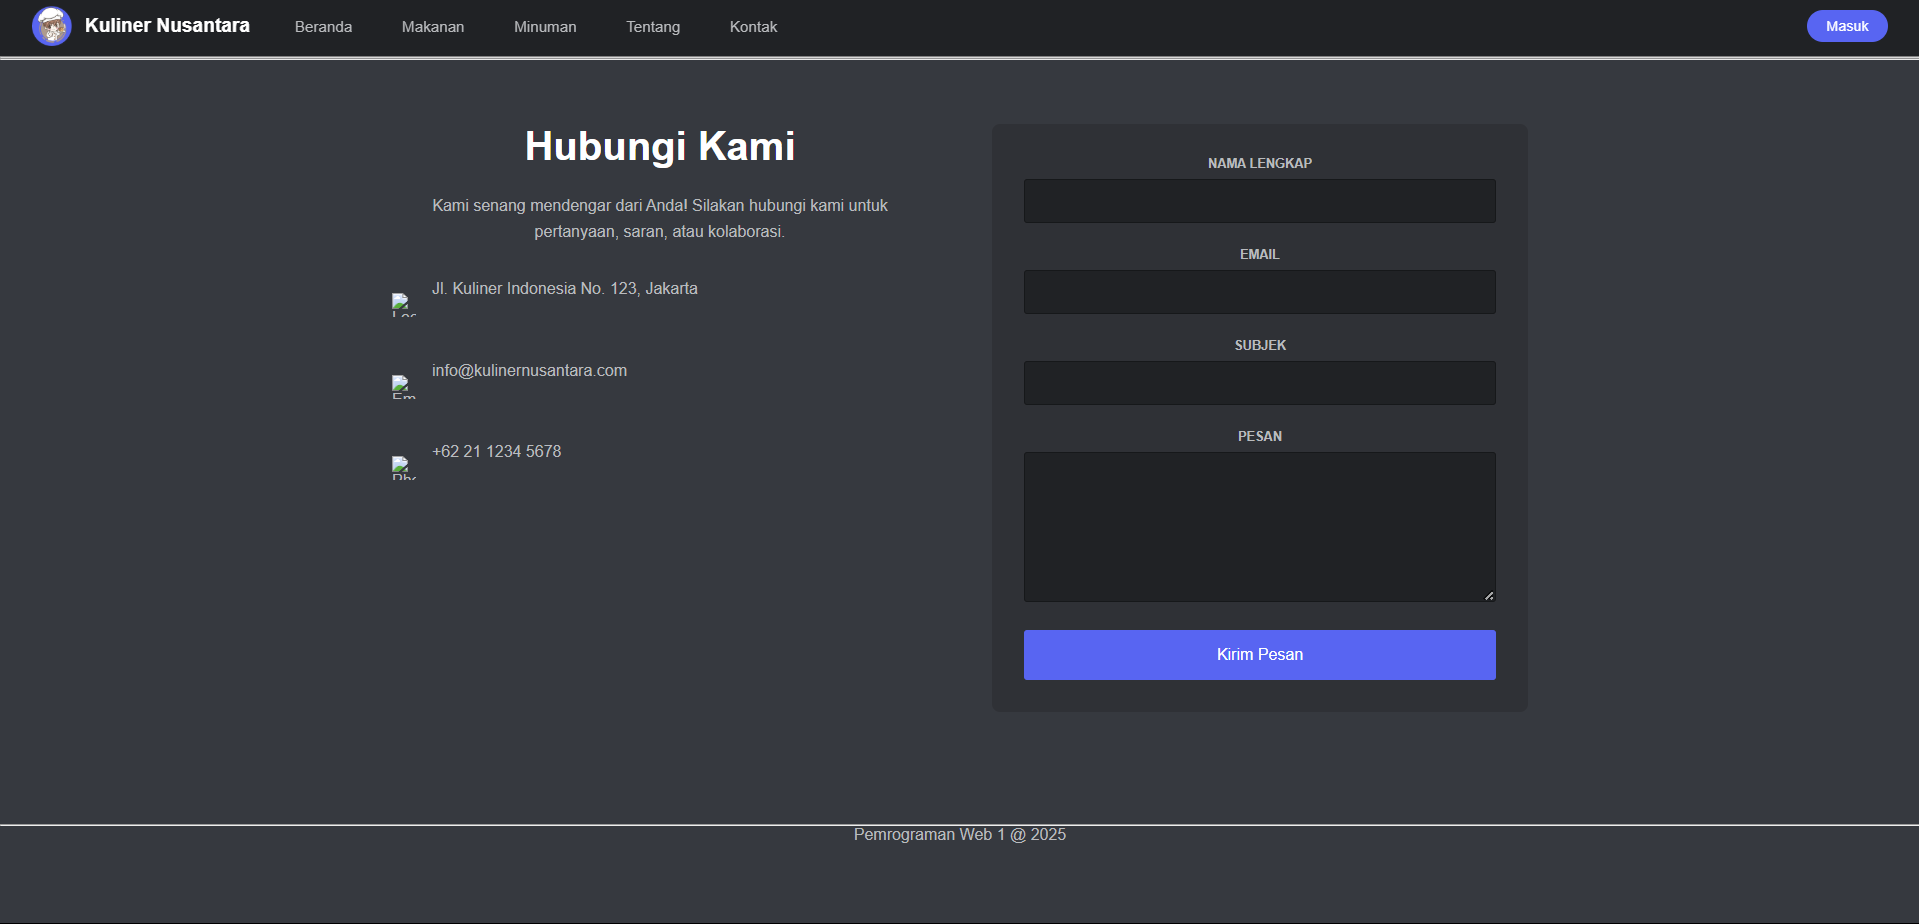 Kuliner Nusantara
Beranda
Makanan
Minuman
Tentang
Kontak
Masuk
Hubungi Kami
Kami senang mendengar dari Anda! Silakan hubungi kami untuk
pertanyaan, saran, atau kolaborasi.
Jl. Kuliner Indonesia No. 123, Jakarta
info@kulinernusantara.com
+62 21 1234 5678
NAMA LENGKAP
EMAIL
SUBJEK
PESAN
Kirim Pesan
Pemrograman Web 1 @ 2025